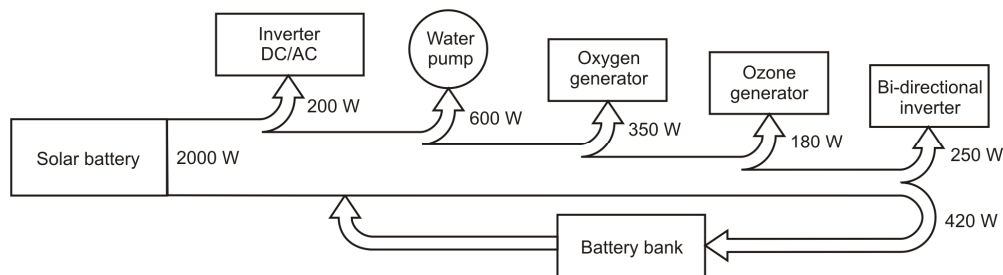 Inverter
DC/AC
Water
pump
Oxygen
generator
Ozone
generator
Bi-directional
inverter
200 W
600 W
350 W
180 W
250 W
Solar battery
2000 W
420 W
Battery bank